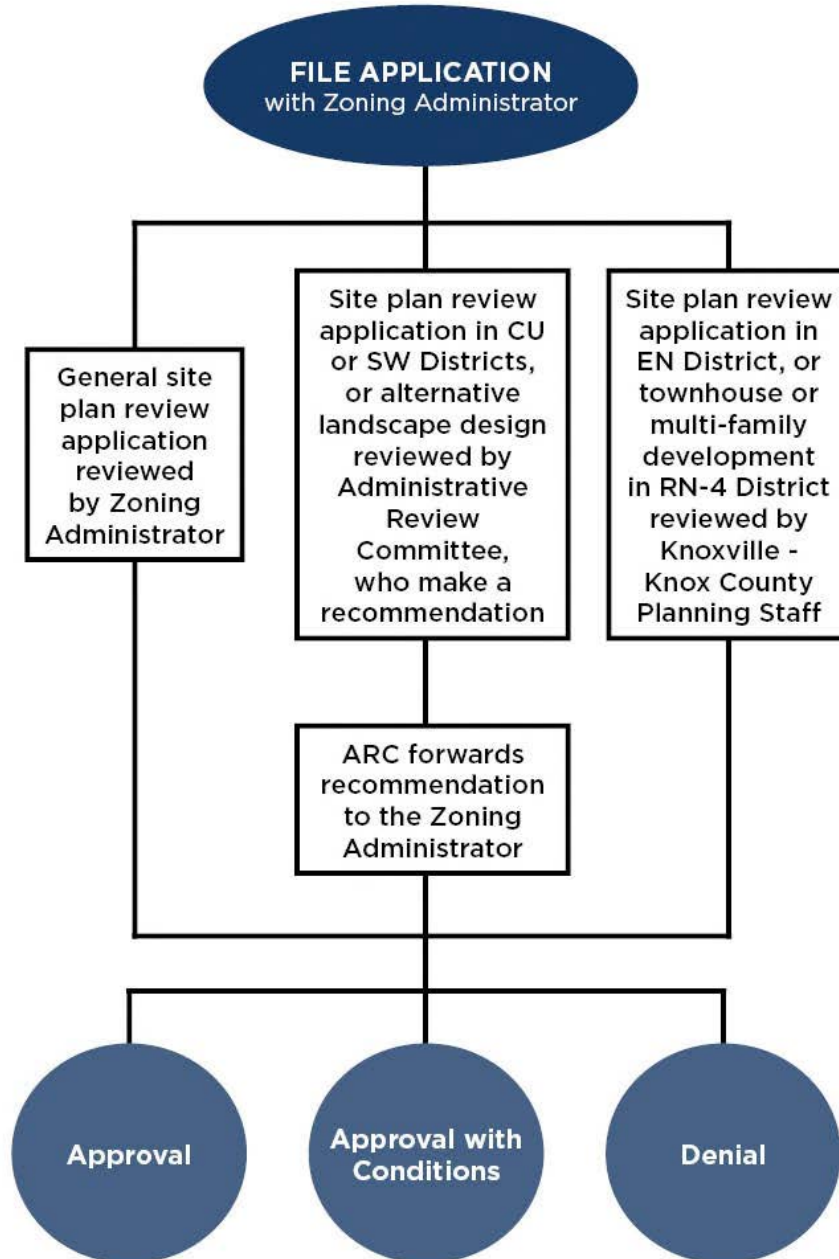 FILE APPLICATION
with Zoning Administrator
General site
plan review
application
reviewed
by Zoning
Administrator
Site plan review
application in CU
or SW Districts,
or alternative
landscape design
reviewed by
Administrative
Review
Committee,
who make a
recommendation
Site plan review
application in
EN District, or
townhouse or
multi-family
development
in RN-4 District
reviewed by
Knoxville -
Knox County
Planning Staff
ARC forwards
recommendation
to the Zoning
Administrator
Approval
Approval with
Conditions
Denial